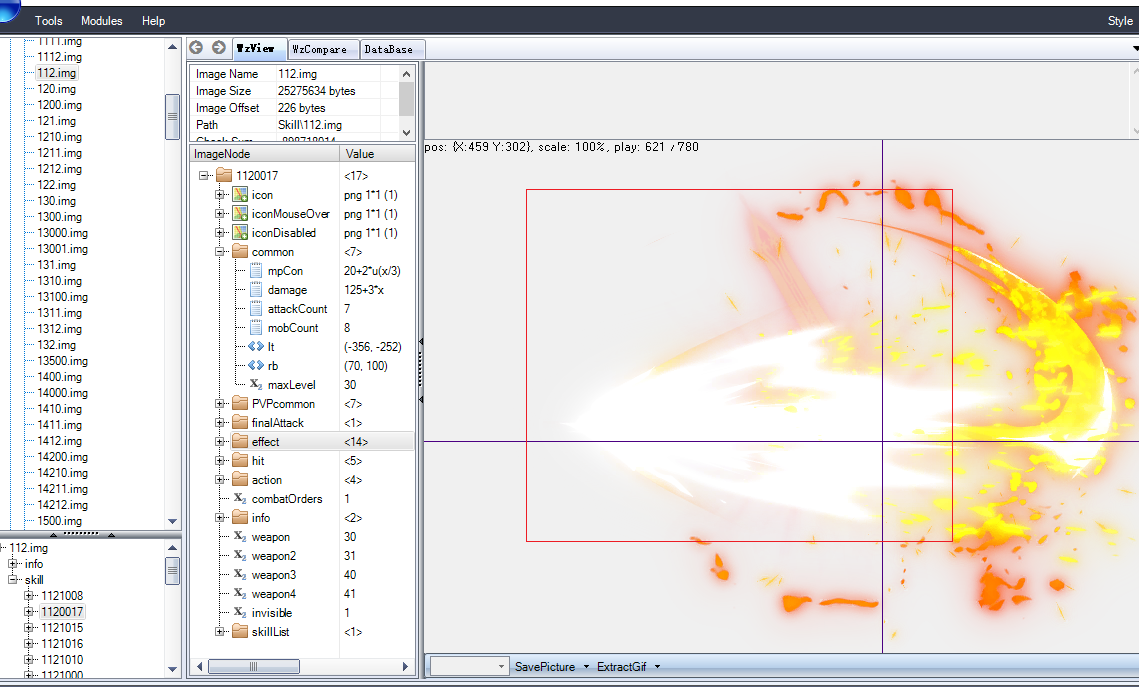 Tools Modules Help Style
1111.img
1112.img
112.img
120.img
1200.img
121.img
1210.img
1211.img
1212.img
122.img
130.img
1300.img
13000.img
13001.img
131.img
1310.img
13100.img
1311.img
1312.img
132.img
13500.img
1400.img
14000.img
1410.img
1411.img
1412.img
14200.img
14210.img
14211.img
14212.img
1500.img
112.img
info
skill
1121008
1120017
1121015
1121016
1121010
1121000
WzView WzCompare DataBase
Image Name 112.img
Image Size 25275634 bytes
Image Offset 226 bytes
Path Skill\112.img
ImageNode Value
1120017 <17>
icon png 1*1 (1)
iconMouseOver png 1*1 (1)
iconDisabled png 1*1 (1)
common <7>
mpCon 20+2*u(x/3)
damage 125+3*x
attackCount 7
mobCount 8
lt (-356, -252)
rb (70, 100)
maxLevel 30
PVPcommon <7>
finalAttack <1>
effect <14>
hit <5>
action <4>
combatOrders 1
info <2>
weapon 30
weapon2 31
weapon3 40
weapon4 41
invisible 1
skillList <1>
pos: {X:459 Y:302}, scale: 100%, play: 621 / 780
SavePicture ExtractGif